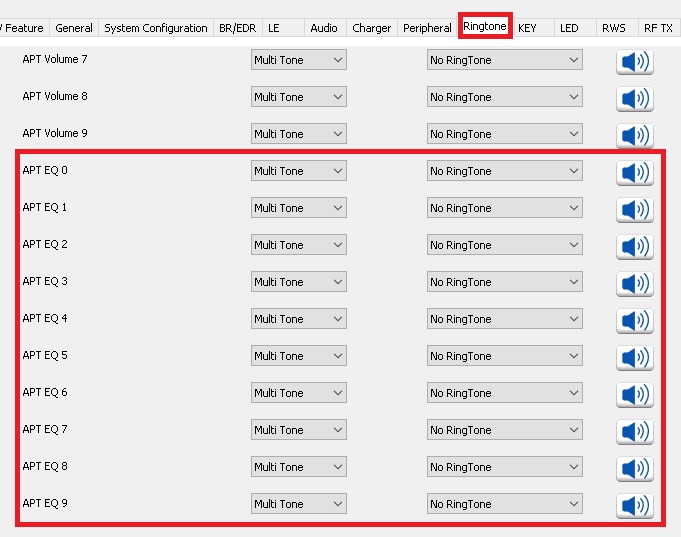 / Feature General System Configuration BR/EDR LE Audio Charger Peripheral Ringtone KEY LED RWS RF TX
APT Volume 7 Multi Tone No RingTone
APT Volume 8 Multi Tone No RingTone
APT Volume 9 Multi Tone No RingTone
APT EQ 0 Multi Tone No RingTone
APT EQ 1 Multi Tone No RingTone
APT EQ 2 Multi Tone No RingTone
APT EQ 3 Multi Tone No RingTone
APT EQ 4 Multi Tone No RingTone
APT EQ 5 Multi Tone No RingTone
APT EQ 6 Multi Tone No RingTone
APT EQ 7 Multi Tone No RingTone
APT EQ 8 Multi Tone No RingTone
APT EQ 9 Multi Tone No RingTone